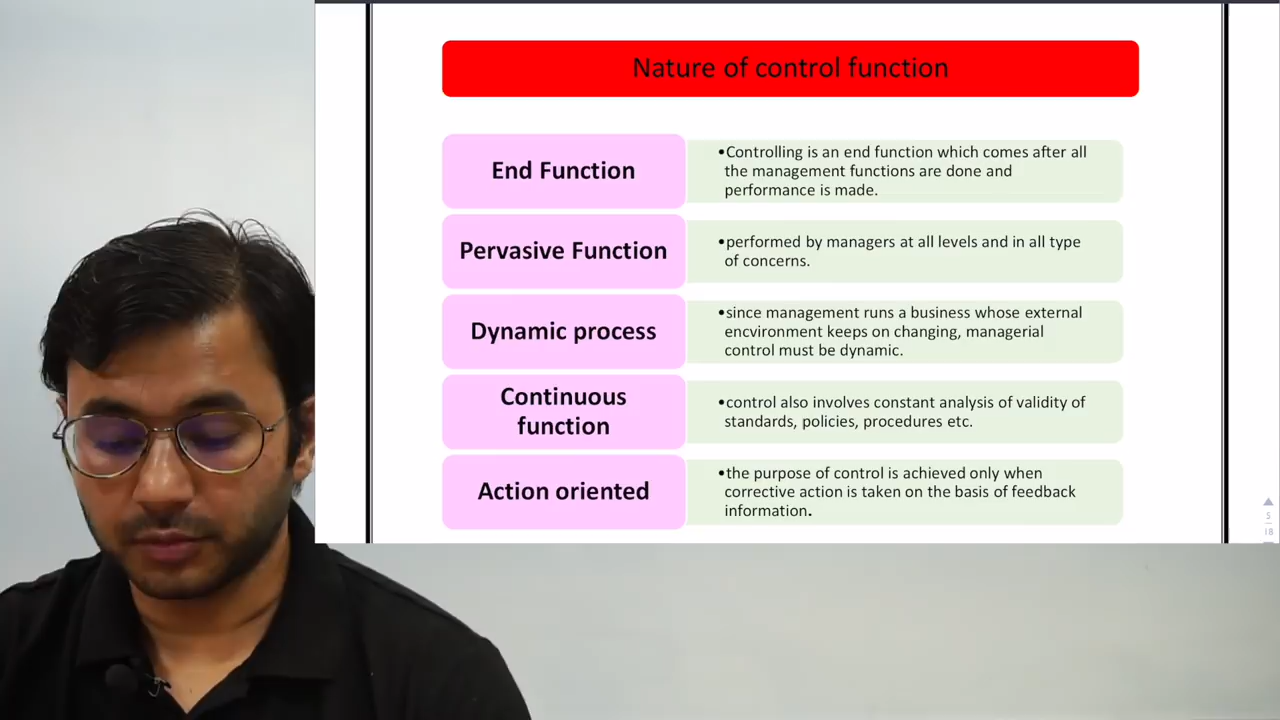 Nature of control function
End Function
•Controlling is an end function which comes after all
the management functions are done and
performance is made.
Pervasive Function
•performed by managers at all levels and in all type
of concerns.
Dynamic process
•since management runs a business whose external
encvironment keeps on changing, managerial
control must be dynamic.
Continuous
function
•control also involves constant analysis of validity of
standards, policies, procedures etc.
Action oriented
•the purpose of control is achieved only when
corrective action is taken on the basis of feedback
information.
5
18